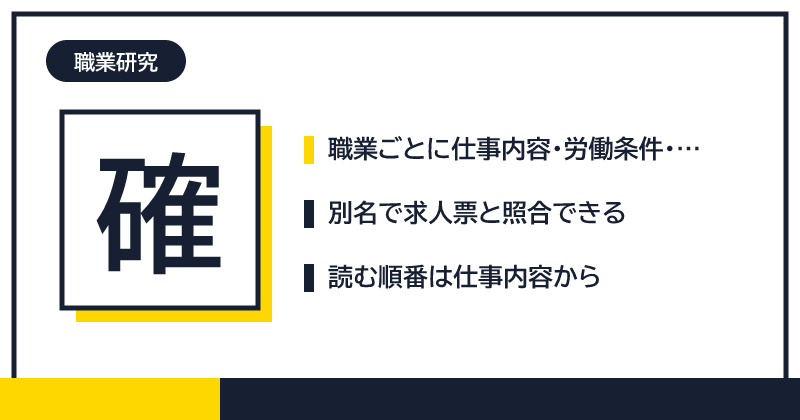 職業研究
確
職業ごとに仕事内容・労働条件・…
別名で求人票と照合できる
読む順番は仕事内容から